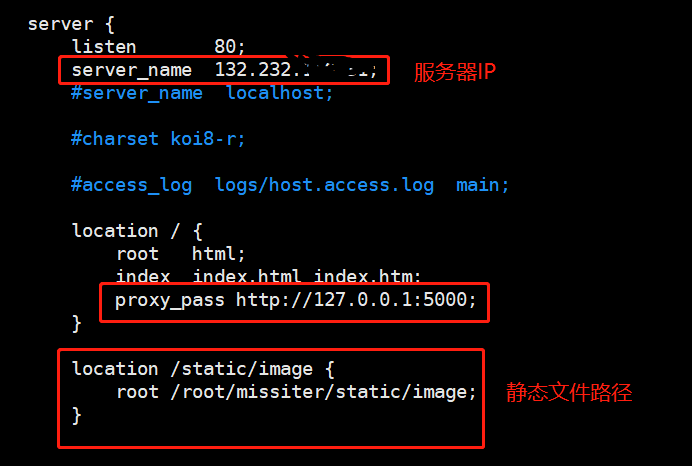 server {
listen 80;
server_name 132.232. 服务器IP
#server_name localhost;
#charset koi8-r;
#access_log logs/host.access.log main;
location / {
root html;
index index.html index.htm;
proxy_pass http://127.0.0.1:5000;
}
location /static/image {
root /root/missiter/static/image; 静态文件路径
}